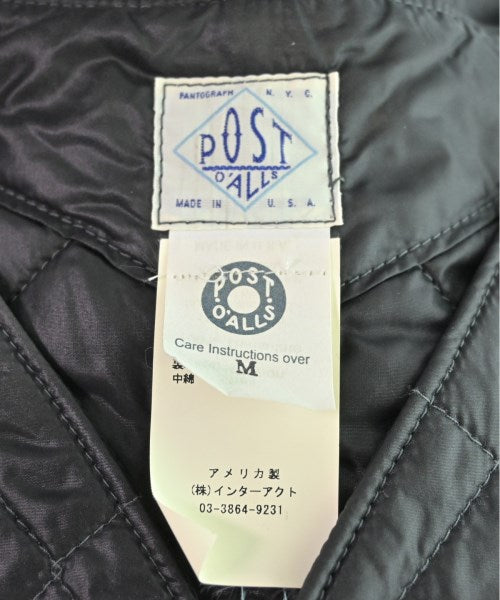 PANTOGRAPH N.Y.C.
POST
O'ALLS
MADE IN U.S.A.
POST
O'ALLS
Care Instructions over
M
中綿
アメリカ製
(株)インターアクト
03-3864-9231